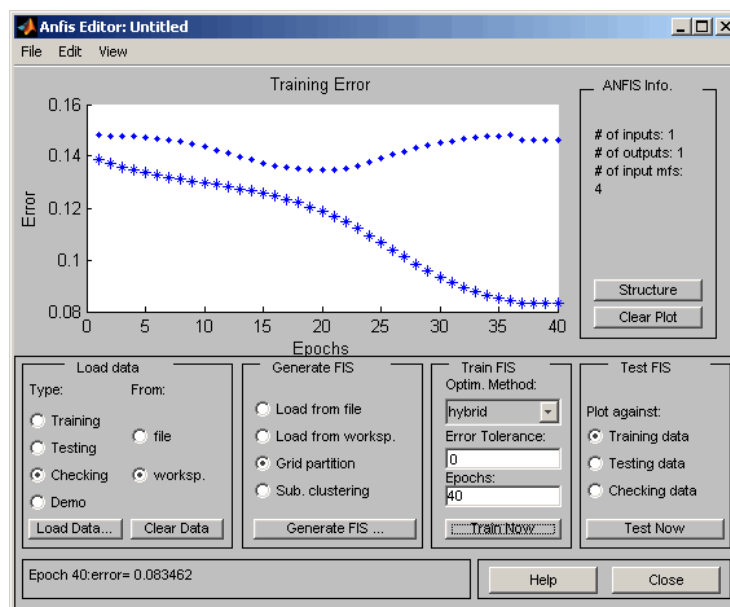 Anfis Editor: Untitled
File Edit View
Training Error
0.16
0.14
0.12
0.1
0.08
Error
0 5 10 15 20 25 30 35 40
Epochs
ANFIS Info.
# of inputs: 1
# of outputs: 1
# of input mfs:
4
Structure
Clear Plot
Load data
Type: From:
Training
Testing
Checking
Demo
file
worksp.
Load Data... Clear Data
Generate FIS
Load from file
Load from worksp.
Grid partition
Sub. clustering
Generate FIS ...
Train FIS
Optim. Method:
hybrid
Error Tolerance:
0
Epochs:
40
Train Now
Test FIS
Plot against:
Training data
Testing data
Checking data
Test Now
Epoch 40:error= 0.083462
Help Close